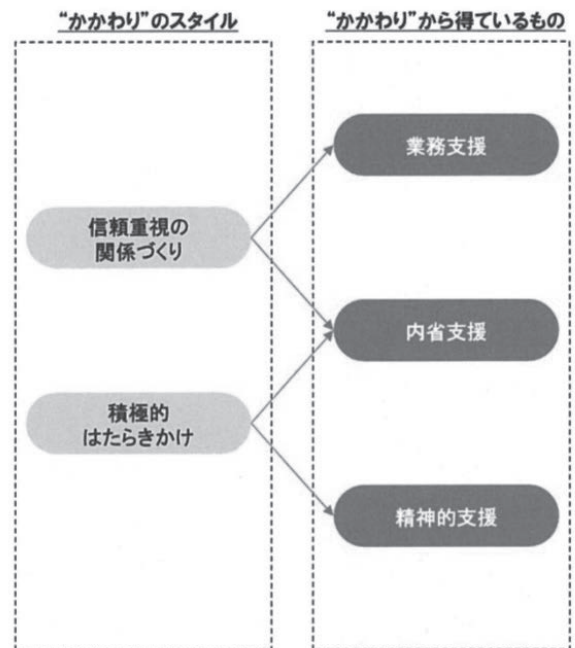 “かかわり”のスタイル
“かかわり”から得ているもの
業務支援
信頼重視の
関係づくり
内省支援
積極的
はたらきかけ
精神的支援